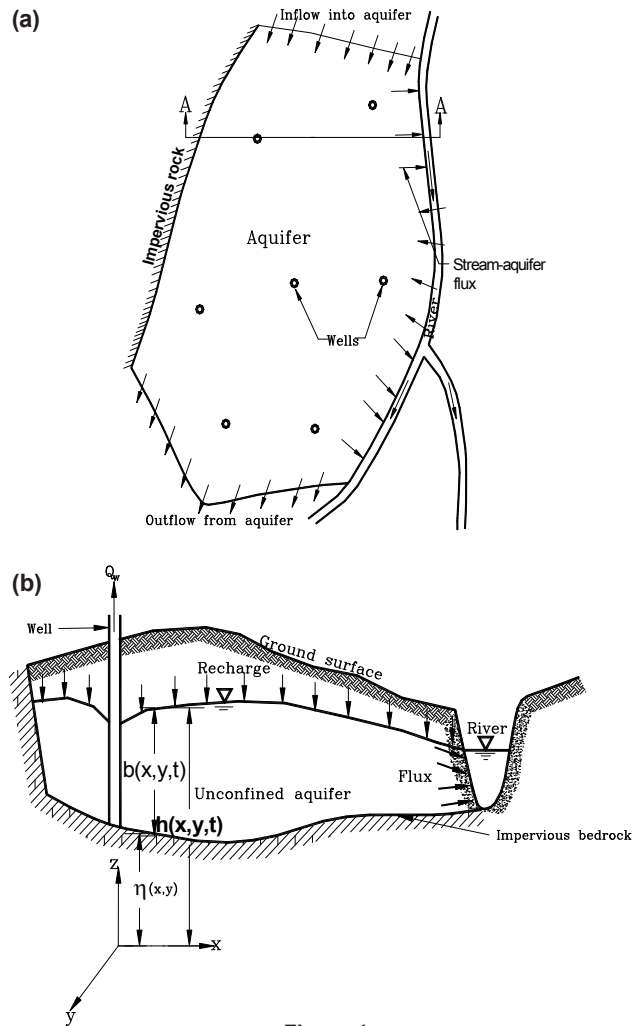 (a)
Inflow into aquifer
A
A
Impervious rock
Aquifer
Stream-aquifer
flux
River
Wells
Outflow from aquifer
(b)
Qw
Well
Ground surface
Recharge
River
b(x,y,t)
Flux
Unconfined aquifer
h(x,y,t)
Impervious bedrock
z
η(x,y)
x
y